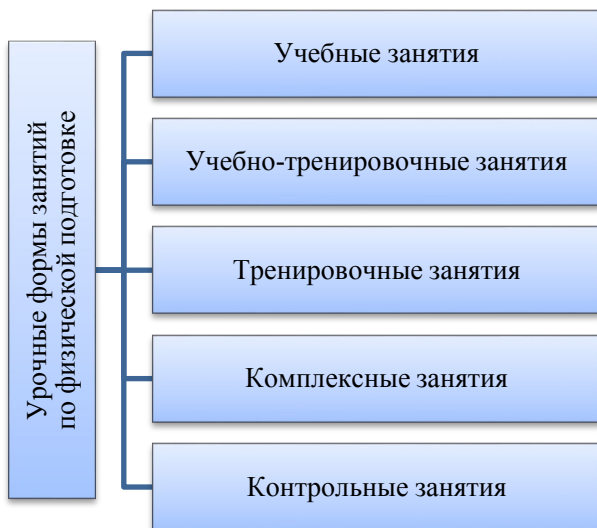 Урочные формы занятий
по физической подготовке
Учебные занятия
Учебно-тренировочные занятия
Тренировочные занятия
Комплексные занятия
Контрольные занятия